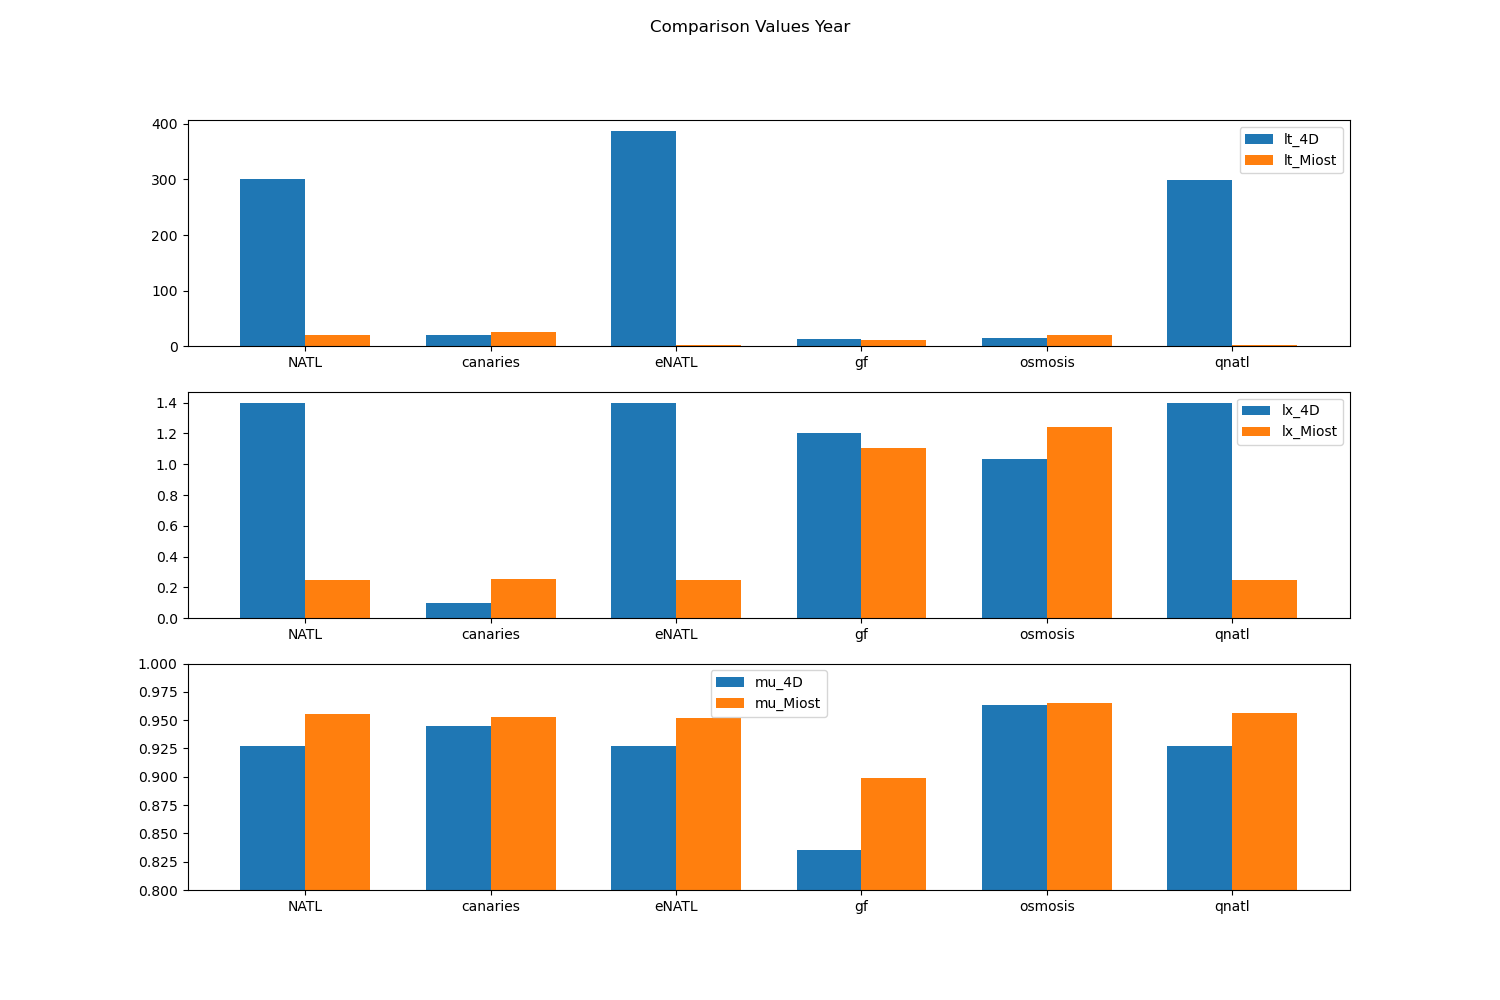 Comparison Values Year
400
300
200
100
0
lt_4D
lt_Miost
NATL canaries eNATL gf osmosis qnatl
1.4
1.2
1.0
0.8
0.6
0.4
0.2
0.0
lx_4D
lx_Miost
NATL canaries eNATL gf osmosis qnatl
1.000
0.975
0.950
0.925
0.900
0.875
0.850
0.825
0.800
mu_4D
mu_Miost
NATL canaries eNATL gf osmosis qnatl